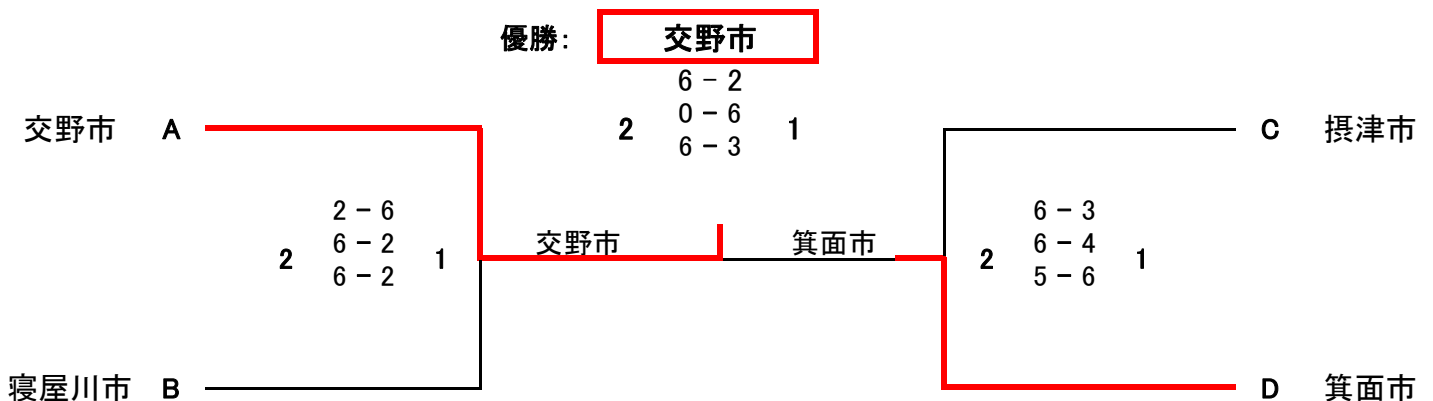 優勝： 交野市
6 − 2
2 0 − 6 1
6 − 3
交野市 A
C 摂津市
2 − 6
2 6 − 2 1
6 − 2
交野市
箕面市
6 − 3
2 6 − 4 1
5 − 6
寝屋川市 B
D 箕面市